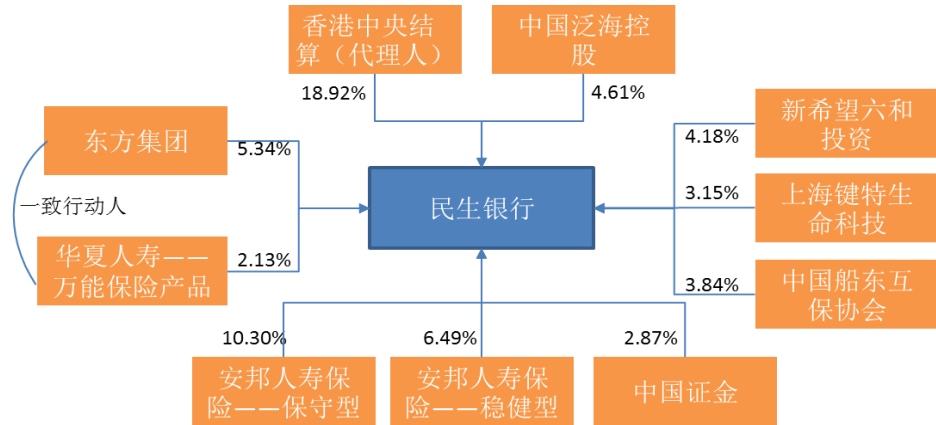 香港中央结
算（代理人）
中国泛海控
股
18.92%
4.61%
东方集团
5.34%
新希望六和
投资
4.18%
一致行动人
民生银行
上海键特生
命科技
3.15%
华夏人寿——
万能保险产品
2.13%
中国船东互
保协会
3.84%
10.30%
6.49%
2.87%
安邦人寿保
险——保守型
安邦人寿保
险——稳健型
中国证金